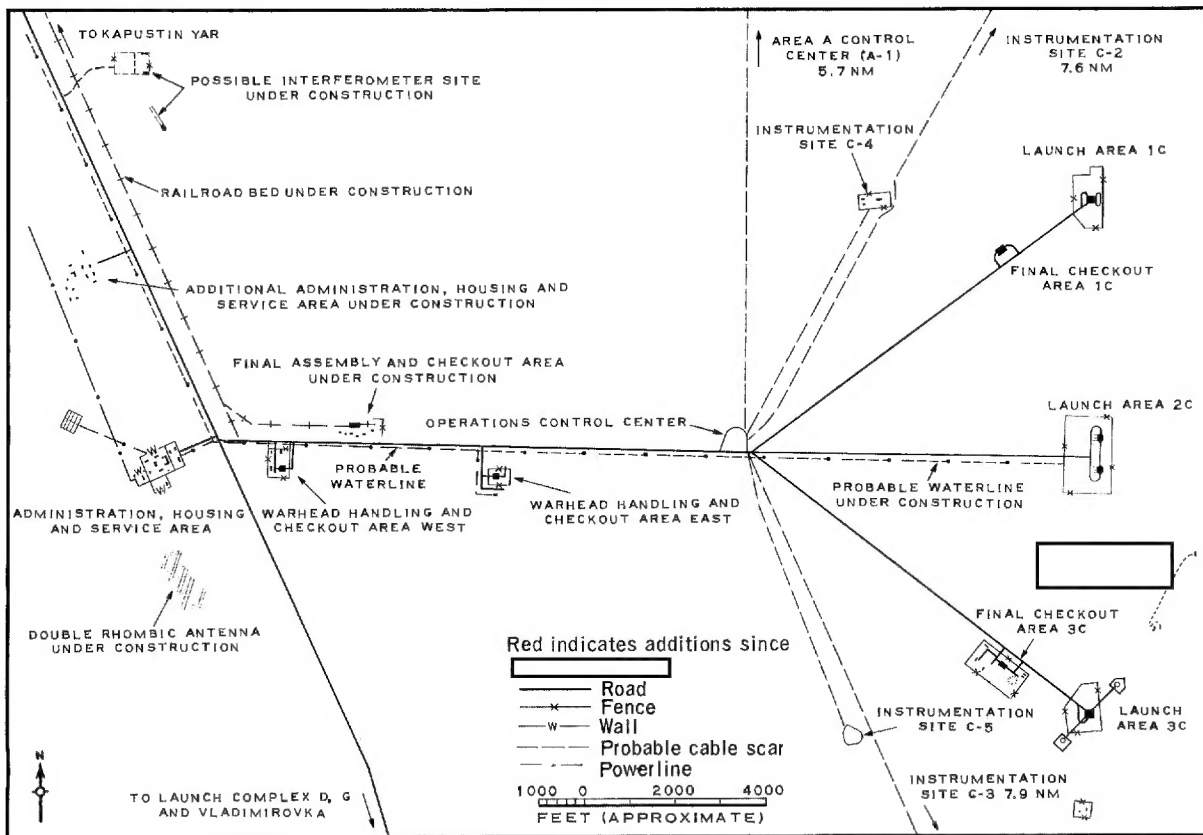 TO KAPUSTIN YAR
POSSIBLE INTERFEROMETER SITE
UNDER CONSTRUCTION
AREA A CONTROL
CENTER (A-1)
5.7 NM
INSTRUMENTATION
SITE C-2
7.6 NM
INSTRUMENTATION
SITE C-4
LAUNCH AREA 1C
RAILROAD BED UNDER CONSTRUCTION
FINAL CHECKOUT
AREA 1C
ADDITIONAL ADMINISTRATION, HOUSING AND
SERVICE AREA UNDER CONSTRUCTION
FINAL ASSEMBLY AND CHECKOUT AREA
UNDER CONSTRUCTION
OPERATIONS CONTROL CENTER
LAUNCH AREA 2C
W
W
W
PROBABLE
WATERLINE
PROBABLE WATERLINE
UNDER CONSTRUCTION
ADMINISTRATION, HOUSING
AND SERVICE AREA
WARHEAD HANDLING AND
CHECKOUT AREA WEST
WARHEAD HANDLING AND
CHECKOUT AREA EAST
DOUBLE RHOMBIC ANTENNA
UNDER CONSTRUCTION
FINAL CHECKOUT
AREA 3C
LAUNCH
AREA 3C
INSTRUMENTATION
SITE C-5
INSTRUMENTATION
SITE C-3 7.9 NM
Red indicates additions since
Road
Fence
W Wall
Probable cable scar
Powerline
1000 0 2000 4000
FEET (APPROXIMATE)
N
TO LAUNCH COMPLEX D, G
AND VLADIMIROVKA